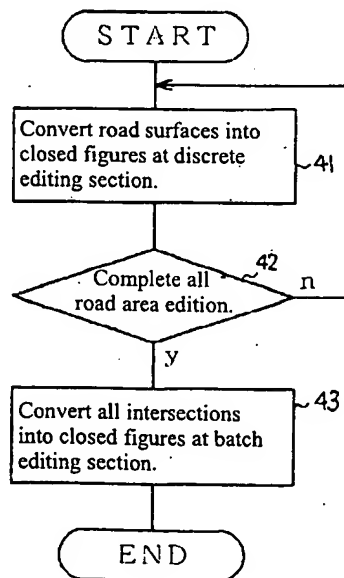 START
Convert road surfaces into
closed figures at discrete
editing section.
41
42
Complete all
road area edition.
n
y
Convert all intersections
into closed figures at batch
editing section.
43
END